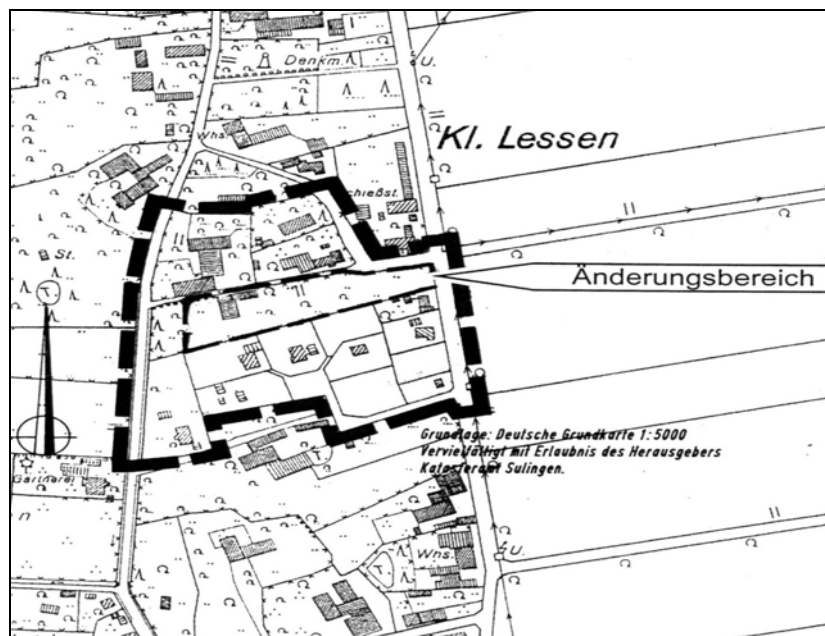 Denkm.
U.
Kl. Lessen
Whs.
chießst.
St.
T.
Änderungsbereich
Grundlage: Deutsche Grundkarte 1:5000
Vervielfältigt mit Erlaubnis des Herausgebers
Katasteramt Sulingen.
T.
Gärtnerei
n
Whs.
U.
T.